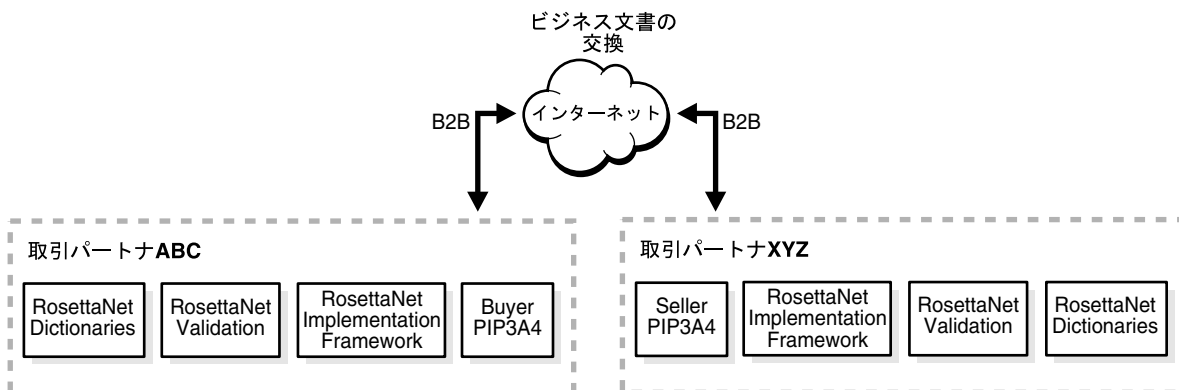 ビジネス文書の
交換
インターネット
B2B
B2B
取引パートナABC
RosettaNet
Dictionaries
RosettaNet
Validation
RosettaNet
Implementation
Framework
Buyer
PIP3A4
取引パートナXYZ
Seller
PIP3A4
RosettaNet
Implementation
Framework
RosettaNet
Validation
RosettaNet
Dictionaries